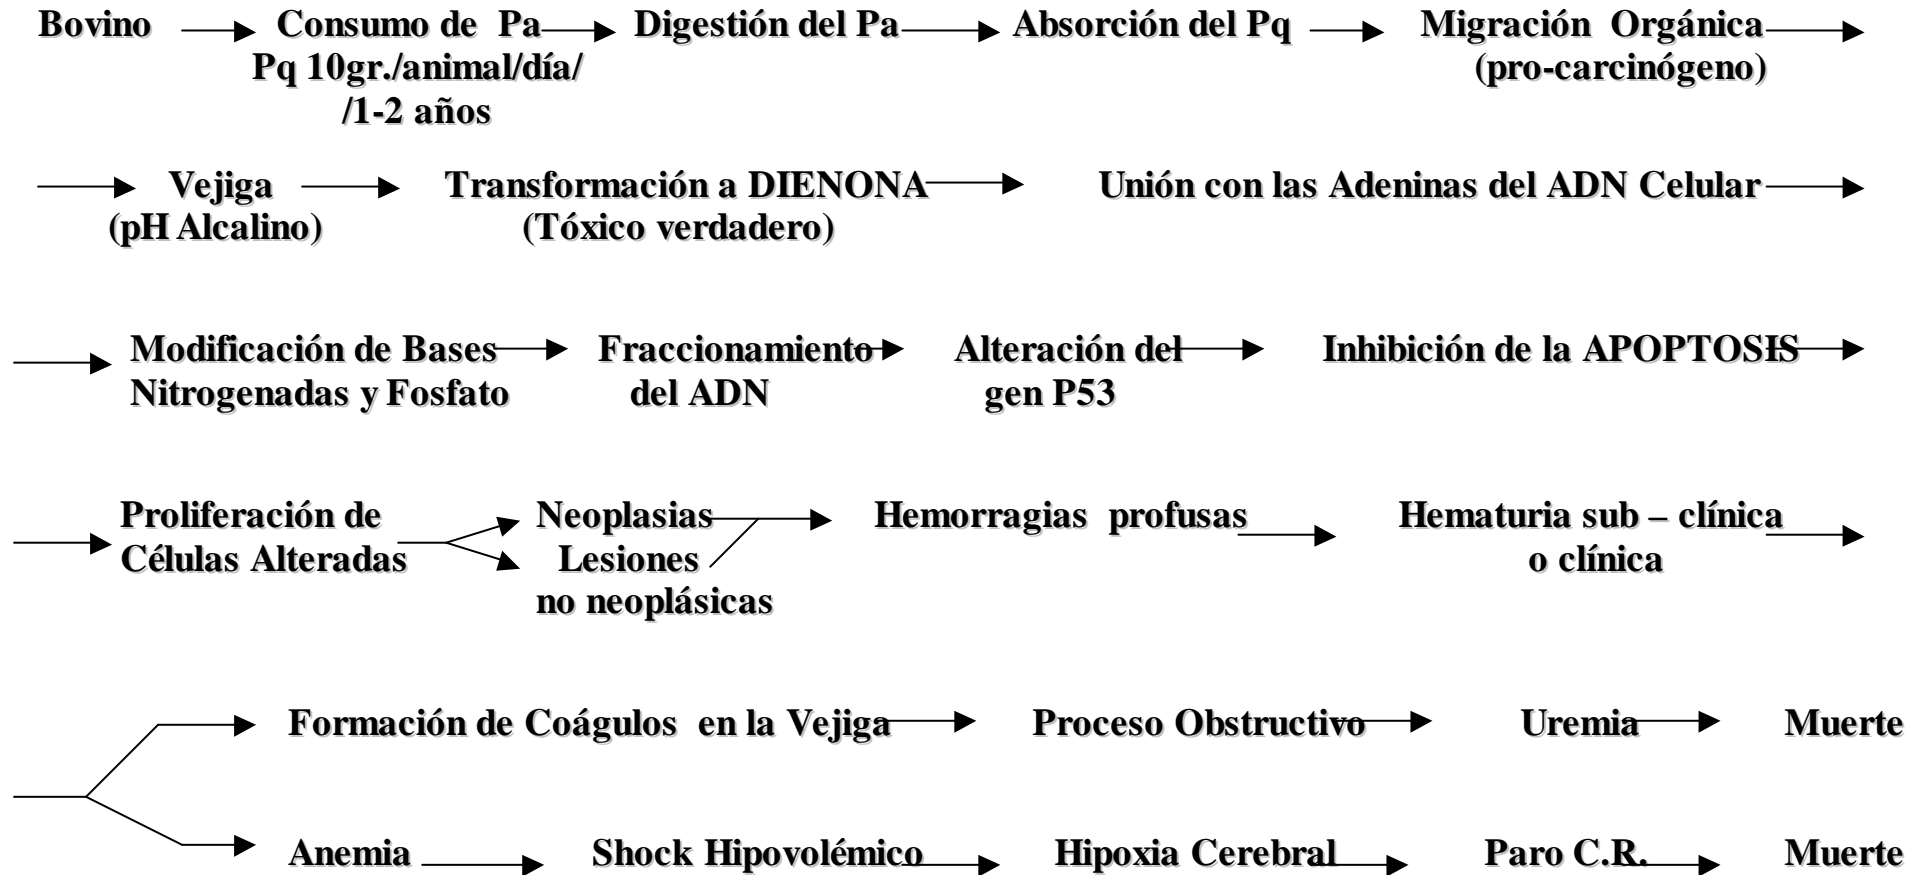 Bovino Consumo de Pa Digestión del Pa Absorción del Pq Migración Orgánica
Pq 10gr./animal/día/ (pro-carcinógeno)
/1-2 años
Vejiga Transformación a DIENONA Unión con las Adeninas del ADN Celular
(pH Alcalino) (Tóxico verdadero)
Modificación de Bases Fraccionamiento Alteración del Inhibición de la APOPTOSIS
Nitrogenadas y Fosfato del ADN gen P53
Proliferación de Neoplasias Hemorragias profusas Hematuria sub – clínica
Células Alteradas Lesiones o clínica
no neoplásicas
Formación de Coágulos en la Vejiga Proceso Obstructivo Uremia Muerte
Anemia Shock Hipovolémico Hipoxia Cerebral Paro C.R. Muerte